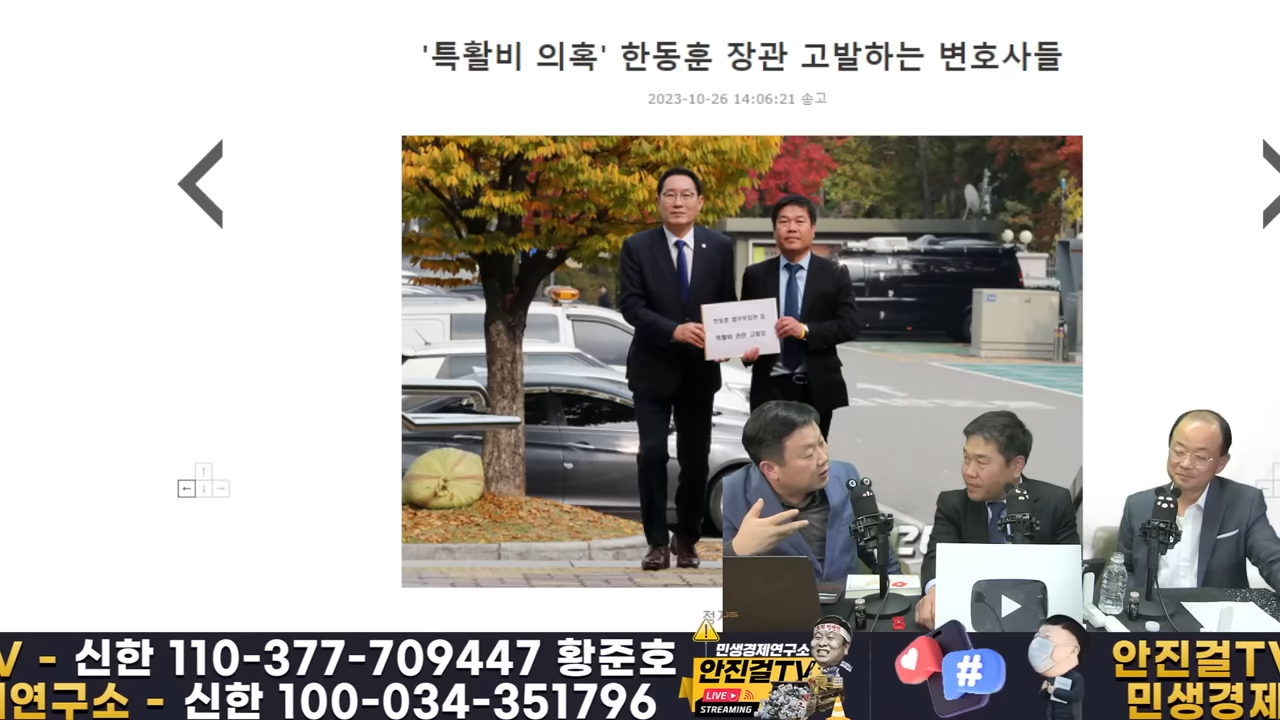 '특활비 의혹' 한동훈 장관 고발하는 변호사들
2023-10-26 14:06:21 송고
한동훈 법무부장관 등
특활비 관련 고발장
V - 신한 110-377-709447 황준호
연구소 - 신한 100-034-351796
민생경제연구소
안진걸TV
LIVE
STREAMING
#
안진걸TV
민생경제